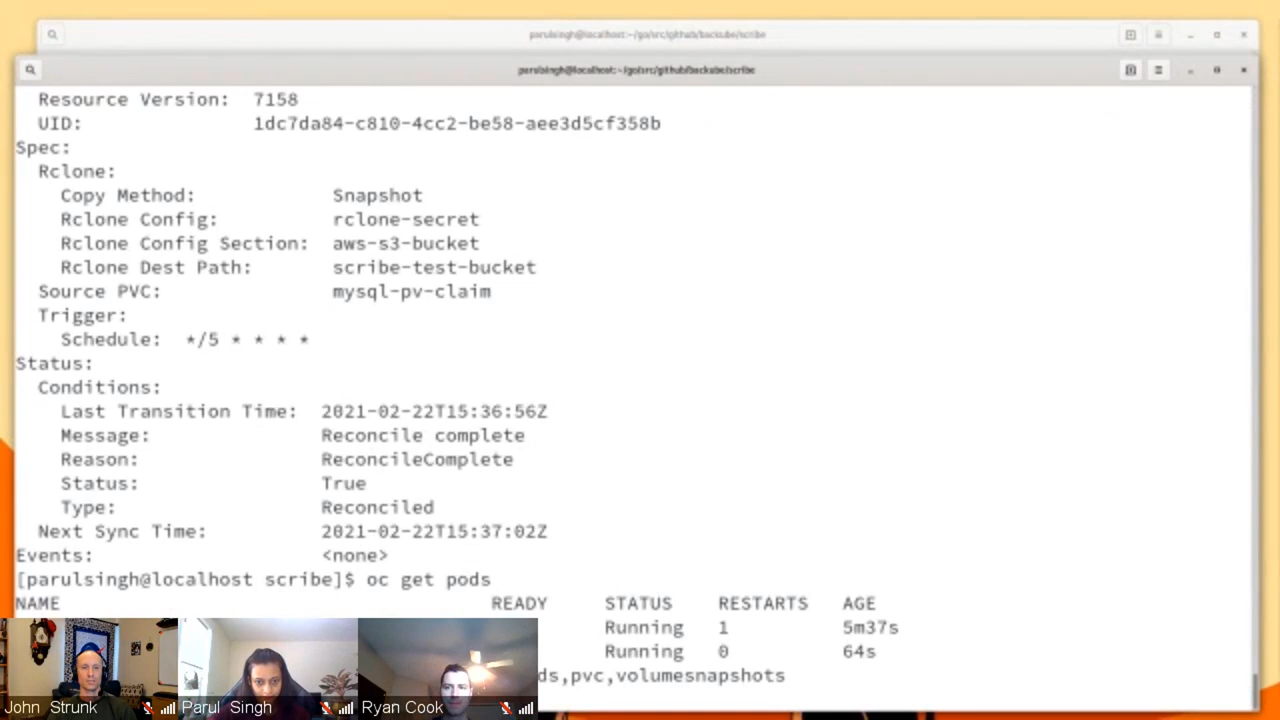 parulsingh@localhost:~/go/src/github/backube/scribe
parulsingh@localhost:~/go/src/github/backube/scribe
Resource Version: 7158
UID: 1dc7da84-c810-4cc2-be58-aee3d5cf358b
Spec:
Rclone:
Copy Method: Snapshot
Rclone Config: rclone-secret
Rclone Config Section: aws-s3-bucket
Rclone Dest Path: scribe-test-bucket
Source PVC: mysql-pv-claim
Trigger:
Schedule: */5 * * * *
Status:
Conditions:
Last Transition Time: 2021-02-22T15:36:56Z
Message: Reconcile complete
Reason: ReconcileComplete
Status: True
Type: Reconciled
Next Sync Time: 2021-02-22T15:37:02Z
Events: <none>
[parulsingh@localhost scribe]$ oc get pods
NAME READY STATUS RESTARTS AGE
Running 1 5m37s
Running 0 64s
ds,pvc,volumesnapshots
John Strunk
Parul Singh
Ryan Cook